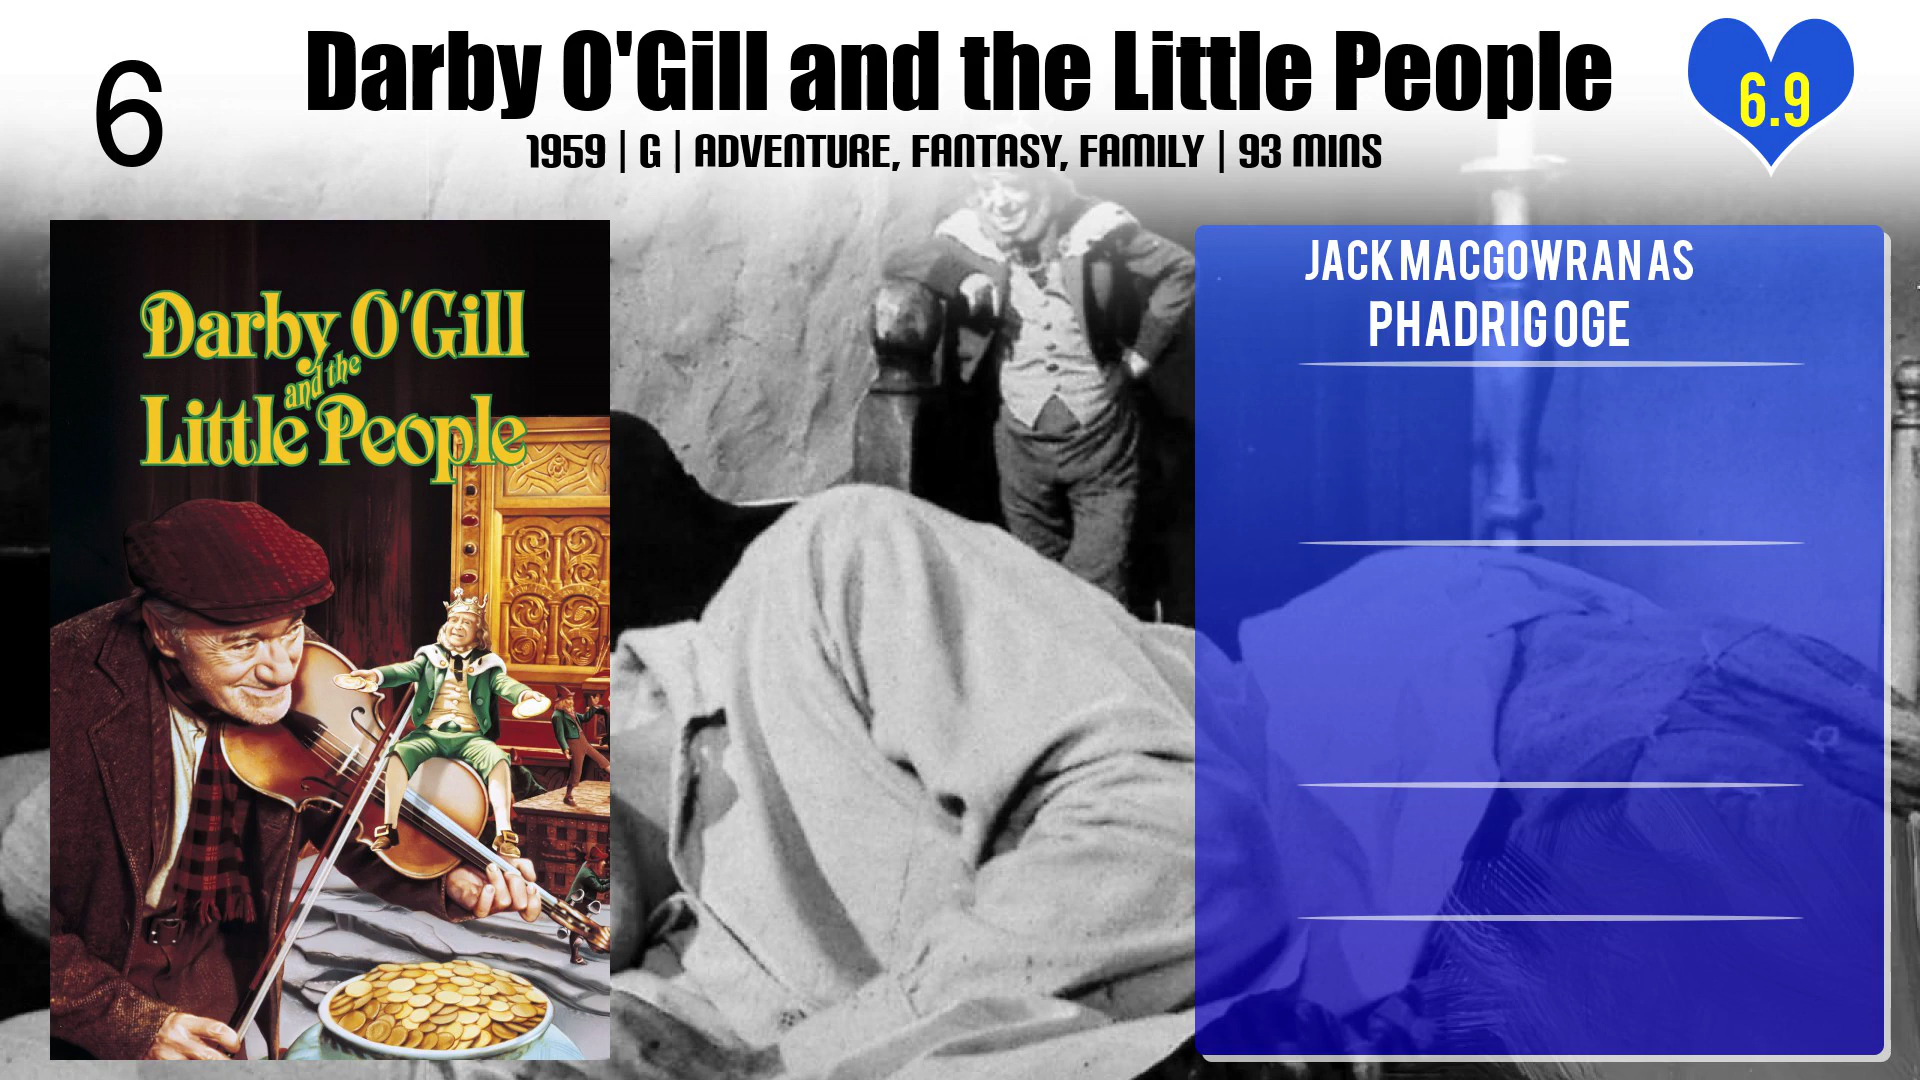 6
Darby O'Gill and the Little People
1959 | G | ADVENTURE, FANTASY, FAMILY | 93 MINS
6.9
Darby O'Gill
and the
Little People
JACK MACGOWRAN AS
PHADRIG OGE